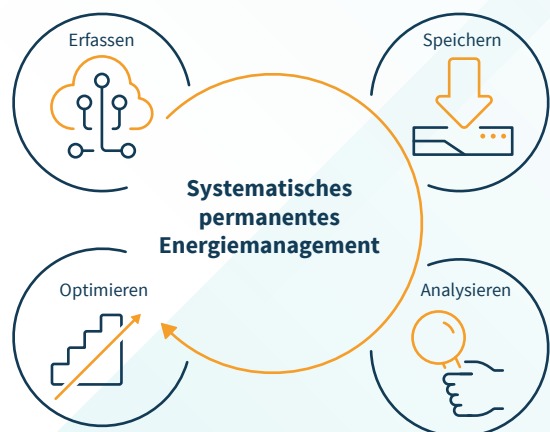 Erfassen
Speichern
Systematisches
permanentes
Energiemanagement
Optimieren
Analysieren